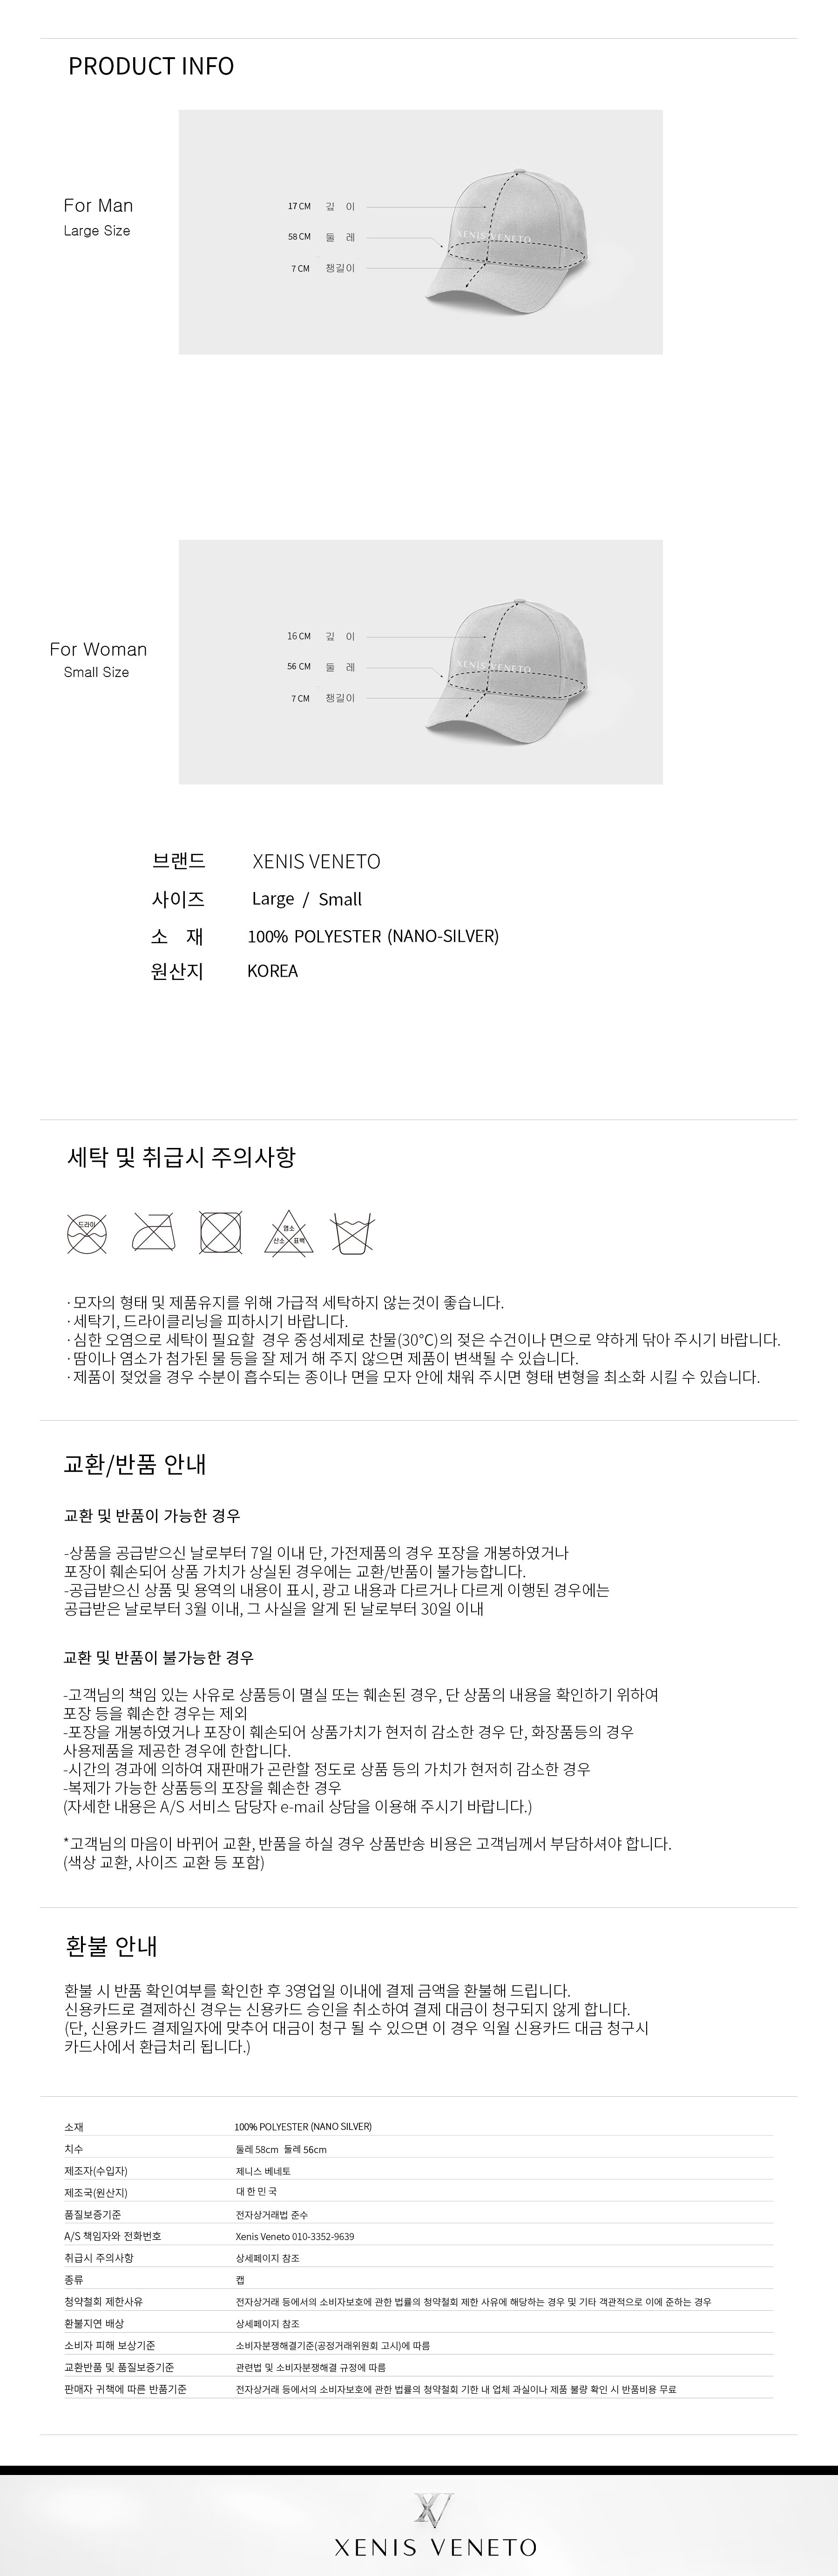 PRODUCT INFO
For Man
Large Size
17 CM 깊 이
58 CM 둘 레
7 CM 챙길이
XENIS VENETO
For Woman
Small Size
16 CM 깊 이
56 CM 둘 레
7 CM 챙길이
XENIS VENETO
브랜드 XENIS VENETO
사이즈 Large / Small
소 재 100% POLYESTER (NANO-SILVER)
원산지 KOREA
세탁 및 취급시 주의사항
드라이
염소
산소 표백
· 모자의 형태 및 제품유지를 위해 가급적 세탁하지 않는것이 좋습니다.
· 세탁기, 드라이클리닝을 피하시기 바랍니다.
· 심한 오염으로 세탁이 필요할 경우 중성세제로 찬물(30℃)의 젖은 수건이나 면으로 약하게 닦아 주시기 바랍니다.
· 땀이나 염소가 첨가된 물 등을 잘 제거 해 주지 않으면 제품이 변색될 수 있습니다.
· 제품이 젖었을 경우 수분이 흡수되는 종이나 면을 모자 안에 채워 주시면 형태 변형을 최소화 시킬 수 있습니다.
교환/반품 안내
교환 및 반품이 가능한 경우
-상품을 공급받으신 날로부터 7일 이내 단, 가전제품의 경우 포장을 개봉하였거나
포장이 훼손되어 상품 가치가 상실된 경우에는 교환/반품이 불가능합니다.
-공급받으신 상품 및 용역의 내용이 표시, 광고 내용과 다르거나 다르게 이행된 경우에는
공급받은 날로부터 3월 이내, 그 사실을 알게 된 날로부터 30일 이내
교환 및 반품이 불가능한 경우
-고객님의 책임 있는 사유로 상품등이 멸실 또는 훼손된 경우, 단 상품의 내용을 확인하기 위하여
포장 등을 훼손한 경우는 제외
-포장을 개봉하였거나 포장이 훼손되어 상품가치가 현저히 감소한 경우 단, 화장품등의 경우
사용제품을 제공한 경우에 한합니다.
-시간의 경과에 의하여 재판매가 곤란할 정도로 상품 등의 가치가 현저히 감소한 경우
-복제가 가능한 상품등의 포장을 훼손한 경우
(자세한 내용은 A/S 서비스 담당자 e-mail 상담을 이용해 주시기 바랍니다.)
*고객님의 마음이 바뀌어 교환, 반품을 하실 경우 상품반송 비용은 고객님께서 부담하셔야 합니다.
(색상 교환, 사이즈 교환 등 포함)
환불 안내
환불 시 반품 확인여부를 확인한 후 3영업일 이내에 결제 금액을 환불해 드립니다.
신용카드로 결제하신 경우는 신용카드 승인을 취소하여 결제 대금이 청구되지 않게 합니다.
(단, 신용카드 결제일자에 맞추어 대금이 청구 될 수 있으면 이 경우 익월 신용카드 대금 청구시
카드사에서 환급처리 됩니다.)
소재 100% POLYESTER (NANO SILVER)
치수 둘레 58cm 둘레 56cm
제조자(수입자) 제니스 베네토
제조국(원산지) 대 한 민 국
품질보증기준 전자상거래법 준수
A/S 책임자와 전화번호 Xenis Veneto 010-3352-9639
취급시 주의사항 상세페이지 참조
종류 캡
청약철회 제한사유 전자상거래 등에서의 소비자보호에 관한 법률의 청약철회 제한 사유에 해당하는 경우 및 기타 객관적으로 이에 준하는 경우
환불지연 배상 상세페이지 참조
소비자 피해 보상기준 소비자분쟁해결기준(공정거래위원회 고시)에 따름
교환반품 및 품질보증기준 관련법 및 소비자분쟁해결 규정에 따름
판매자 귀책에 따른 반품기준 전자상거래 등에서의 소비자보호에 관한 법률의 청약철회 기한 내 업체 과실이나 제품 불량 확인 시 반품비용 무료
XV
XENIS VENETO